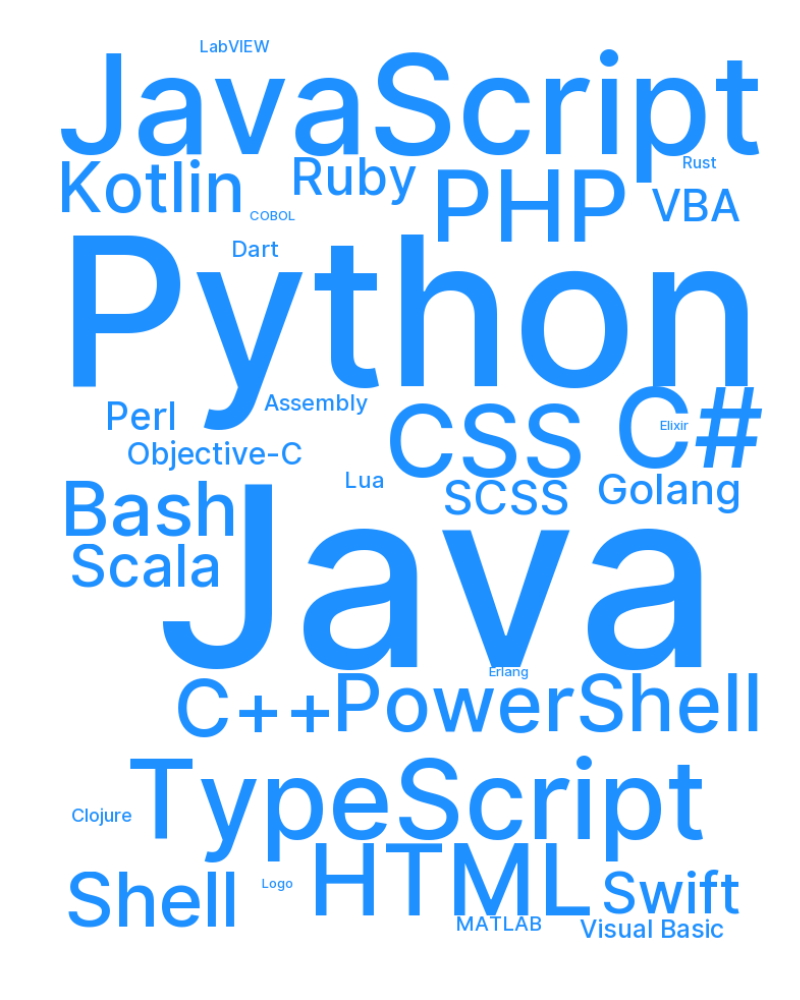 LabVIEW
JavaScript
Rust
Kotlin
Ruby
PHP
VBA
COBOL
Dart
Python
Perl
Assembly
CSS
C#
Elixir
Objective-C
Lua
SCSS
Golang
Bash
Scala
Java
Erlang
C++
PowerShell
TypeScript
Clojure
HTML
Shell
Logo
Swift
MATLAB
Visual Basic